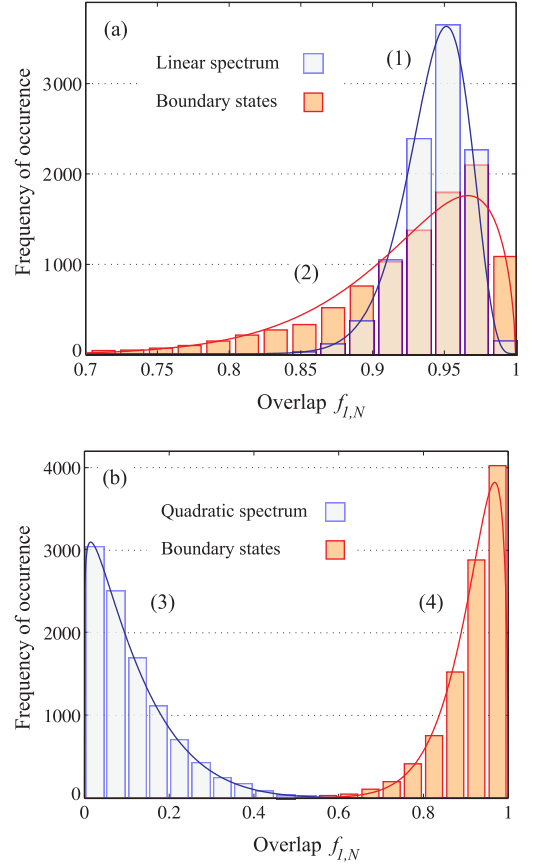 (a)
(1)
Linear spectrum
Boundary states
(2)
Frequency of occurence
3000
2000
1000
0
0.7
0.75
0.8
0.85
0.9
0.95
1
Overlap f1,N
(b)
Quadratic spectrum
Boundary states
(3)
(4)
Frequency of occurence
4000
3000
2000
1000
0
0
0.2
0.4
0.6
0.8
1
Overlap f1,N